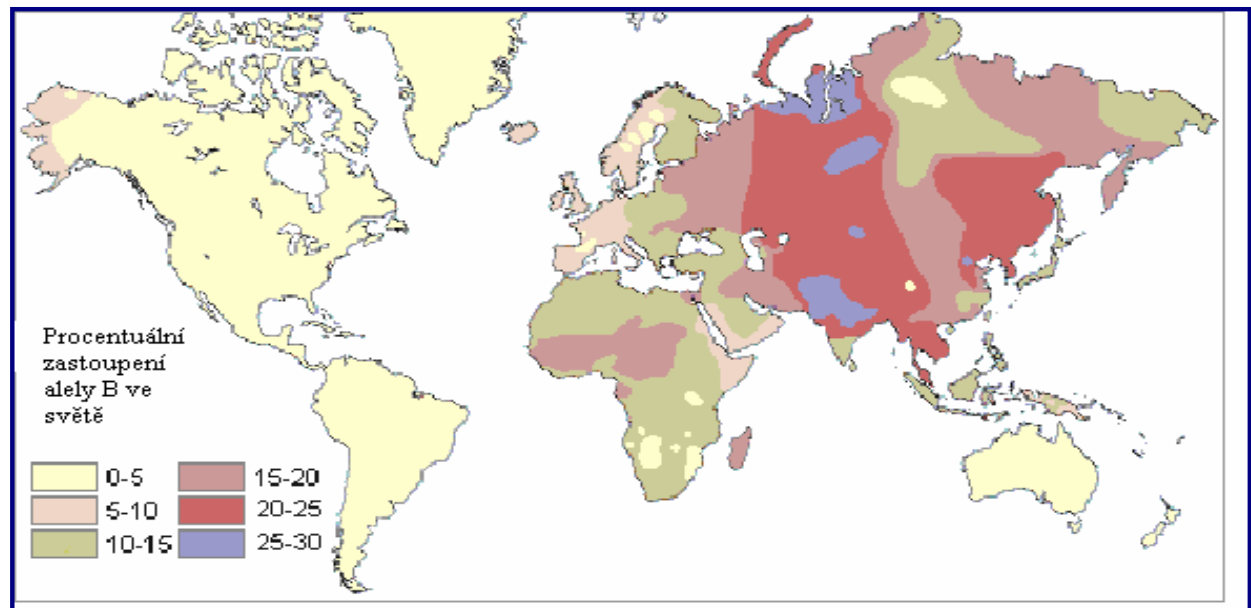 Procentuální
zastoupení
alely B ve
světě
0-5
15-20
5-10
20-25
10-15
25-30